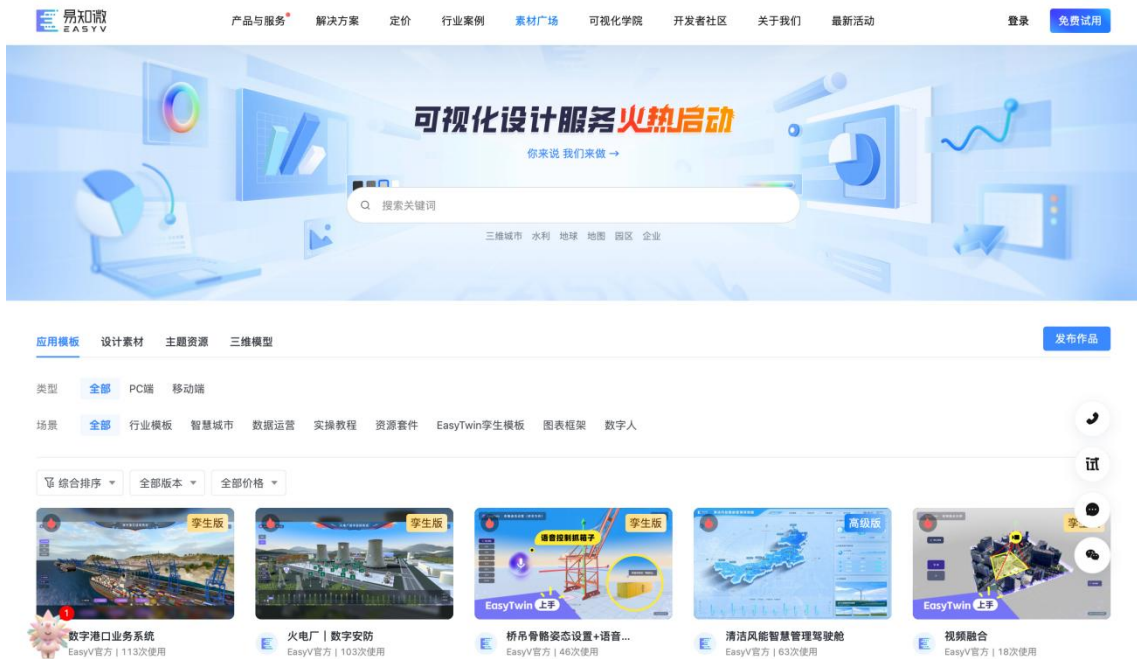 易知微
EASYV
产品与服务 解决方案 定价 行业案例 素材广场 可视化学院 开发者社区 关于我们 最新活动 登录 免费试用
可视化设计服务火热启动
你来说 我们来做 →
搜索关键词
三维城市 水利 地球 地图 园区 企业
应用模板 设计素材 主题资源 三维模型 发布作品
类型 全部 PC端 移动端
场景 全部 行业模板 智慧城市 数据运营 实操教程 资源套件 EasyTwin孪生模板 图表框架 数字人
综合排序 全部版本 全部价格
孪生版 孪生版 孪生版 高级版
语音控制抓箱子
EasyTwin 上手 EasyTwin 上手
1
数字港口业务系统 火电厂 | 数字安防 桥吊骨骼姿态设置+语音... 清洁风能智慧管理驾驶舱 视频融合
EasyV官方 | 113次使用 EasyV官方 | 103次使用 EasyV官方 | 46次使用 EasyV官方 | 63次使用 EasyV官方 | 18次使用